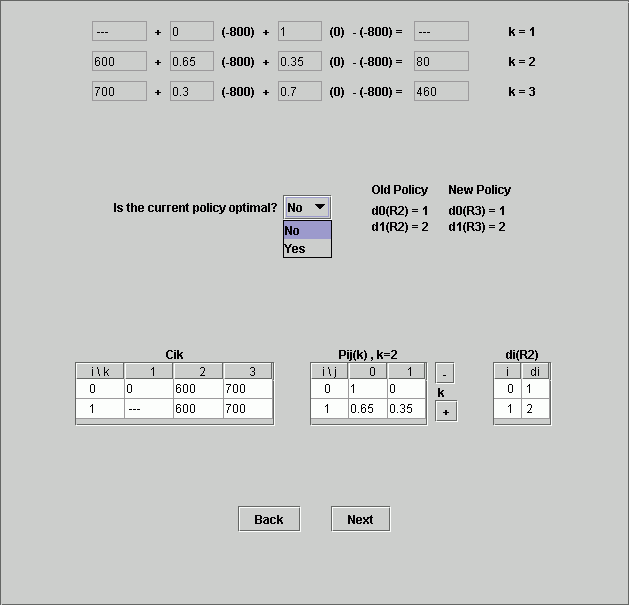 --- + 0 (-800) + 1 (0) - (-800) = --- k = 1
600 + 0.65 (-800) + 0.35 (0) - (-800) = 80 k = 2
700 + 0.3 (-800) + 0.7 (0) - (-800) = 460 k = 3
Old Policy New Policy
Is the current policy optimal? No d0(R2) = 1 d0(R3) = 1
d1(R2) = 2 d1(R3) = 2
No
Yes
Cik Pij(k) , k=2 di(R2)
i \ k 1 2 3 i \ j 0 1 - i di
0 0 600 700 0 1 0 k 0 1
1 --- 600 700 1 0.65 0.35 + 1 2
Back Next